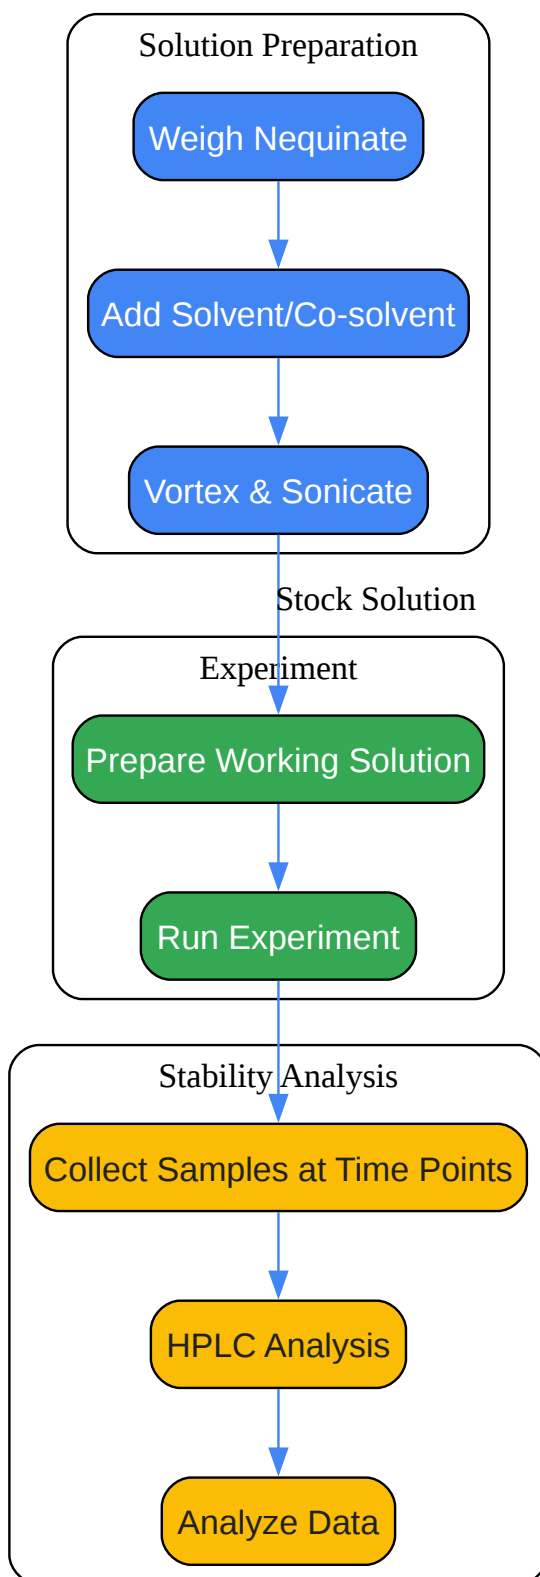 Solution Preparation
Weigh Nequinate
Add Solvent/Co-solvent
Vortex & Sonicate
Stock Solution
Experiment
Prepare Working Solution
Run Experiment
Stability Analysis
Collect Samples at Time Points
HPLC Analysis
Analyze Data